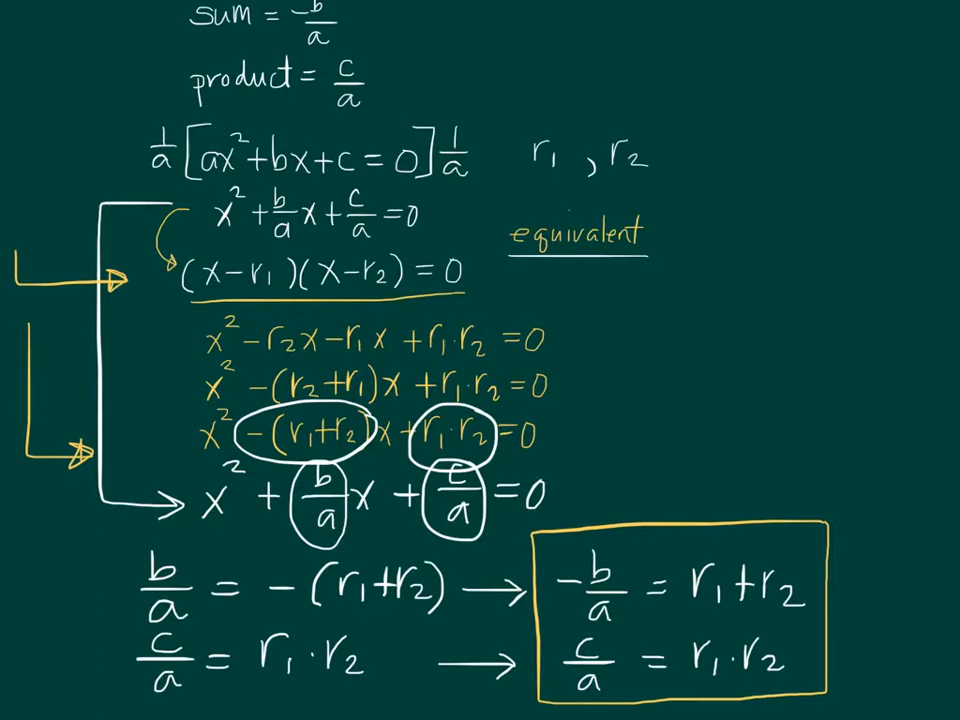 sum = -b/a
product = c/a
1/a [ax² + bx + c = 0] 1/a
r₁ , r₂
x² + b/a x + c/a = 0
equivalent
(x - r₁)(x - r₂) = 0
x² - r₂x - r₁x + r₁·r₂ = 0
x² - (r₂ + r₁)x + r₁·r₂ = 0
x² - (r₁ + r₂)x + r₁·r₂ = 0
x² + b/a x + c/a = 0
b/a = - (r₁ + r₂) → -b/a = r₁ + r₂
c/a = r₁·r₂ → c/a = r₁·r₂